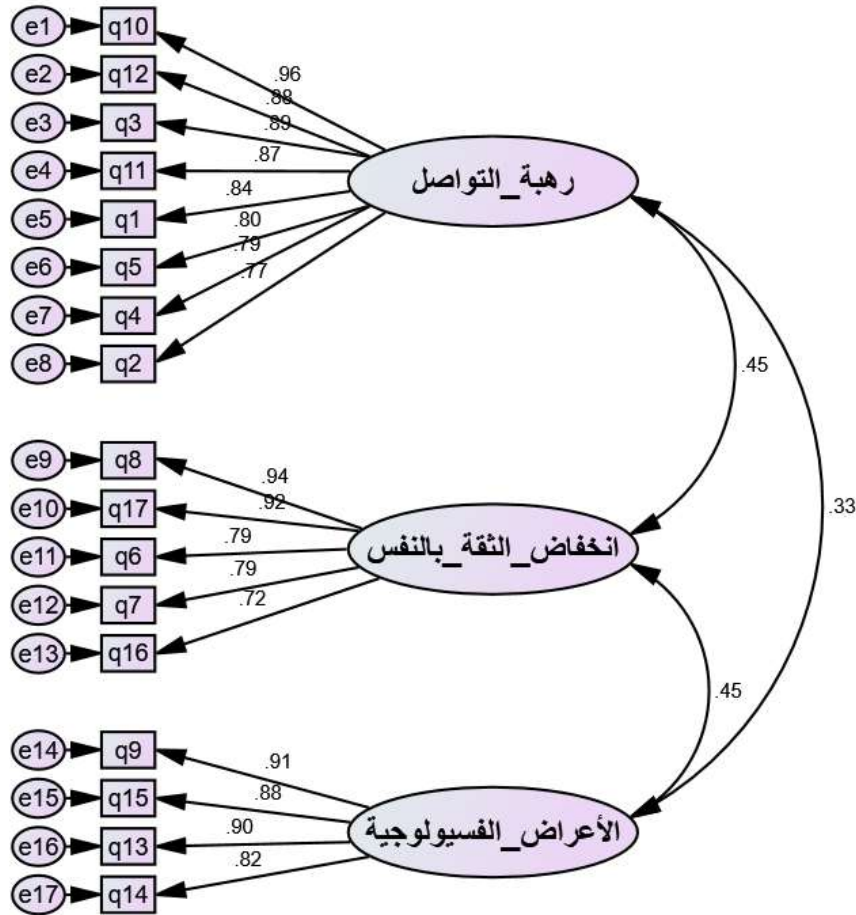 e1 q10
.96
e2 q12
.88
e3 q3
.89
e4 q11
.87
رهبة_التواصل
e5 q1
.84
e6 q5
.80
e7 q4
.79
e8 q2
.77
.45
e9 q8
.94
e10 q17
.92
e11 q6
.79
انخفاض_الثقة_بالنفس
e12 q7
.79
e13 q16
.72
.33
.45
e14 q9
.91
e15 q15
.88
e16 q13
.90
الأعراض_الفسيولوجية
e17 q14
.82